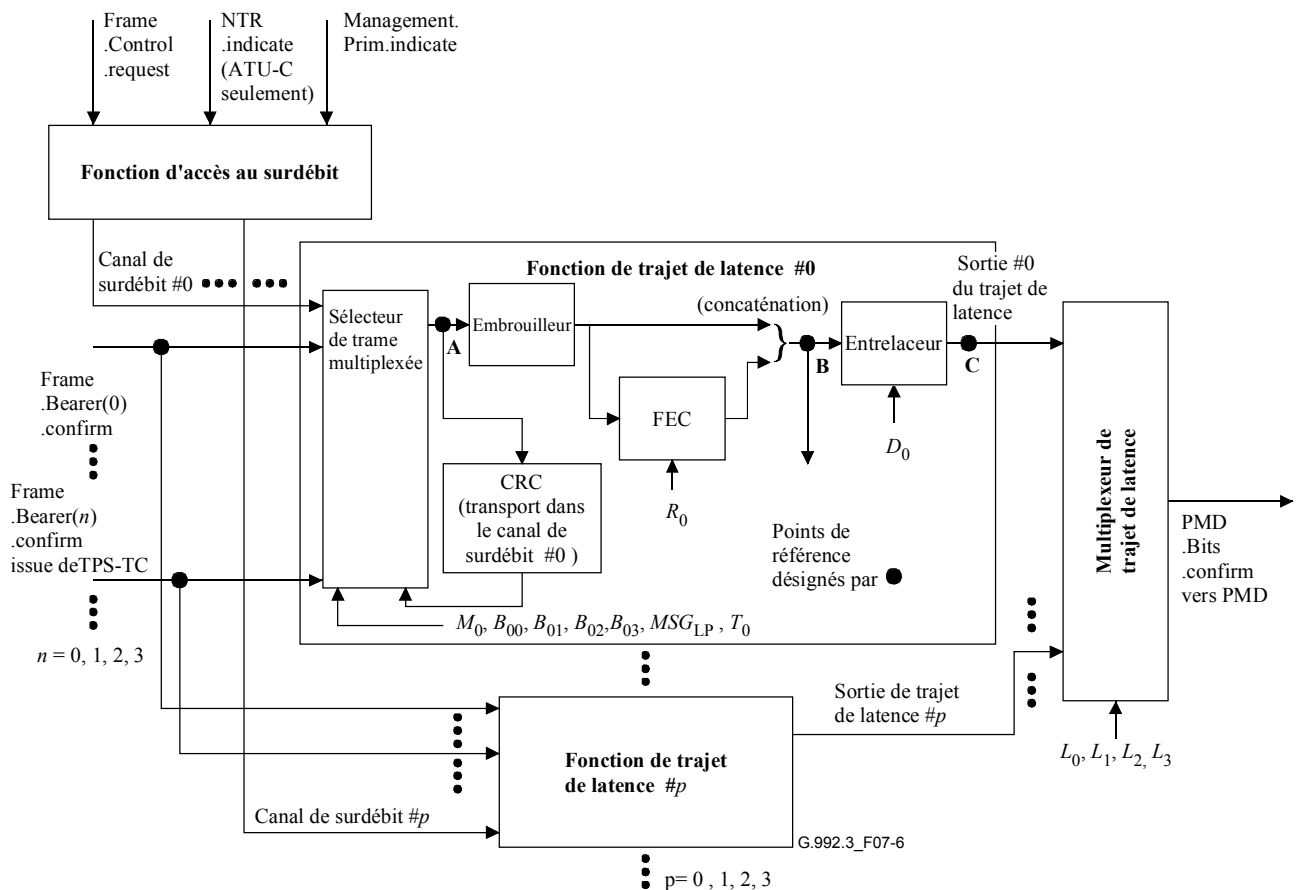 Frame
.Control
.request
NTR
.indicate
(ATU-C
seulement)
Management.
Prim.indicate
Fonction d'accès au surdébit
Canal de
surdébit #0
Fonction de trajet de latence #0
Sélecteur
de trame
multiplexée
A
Embrouilleur
(concaténation)
}
B
Entrelaceur
C
Sortie #0
du trajet de
latence
FEC
R0
D0
CRC
(transport dans
le canal de
surdébit #0 )
Points de
référence
désignés par
M0, B00, B01, B02,B03, MSGLP , T0
Frame
.Bearer(0)
.confirm
Frame
.Bearer(n)
.confirm
issue deTPS-TC
n = 0, 1, 2, 3
Multiplexeur de
trajet de latence
PMD
.Bits
.confirm
vers PMD
L0, L1, L2, L3
Sortie de trajet
de latence #p
Fonction de trajet
de latence #p
Canal de surdébit #p
G.992.3_F07-6
p= 0 , 1, 2, 3